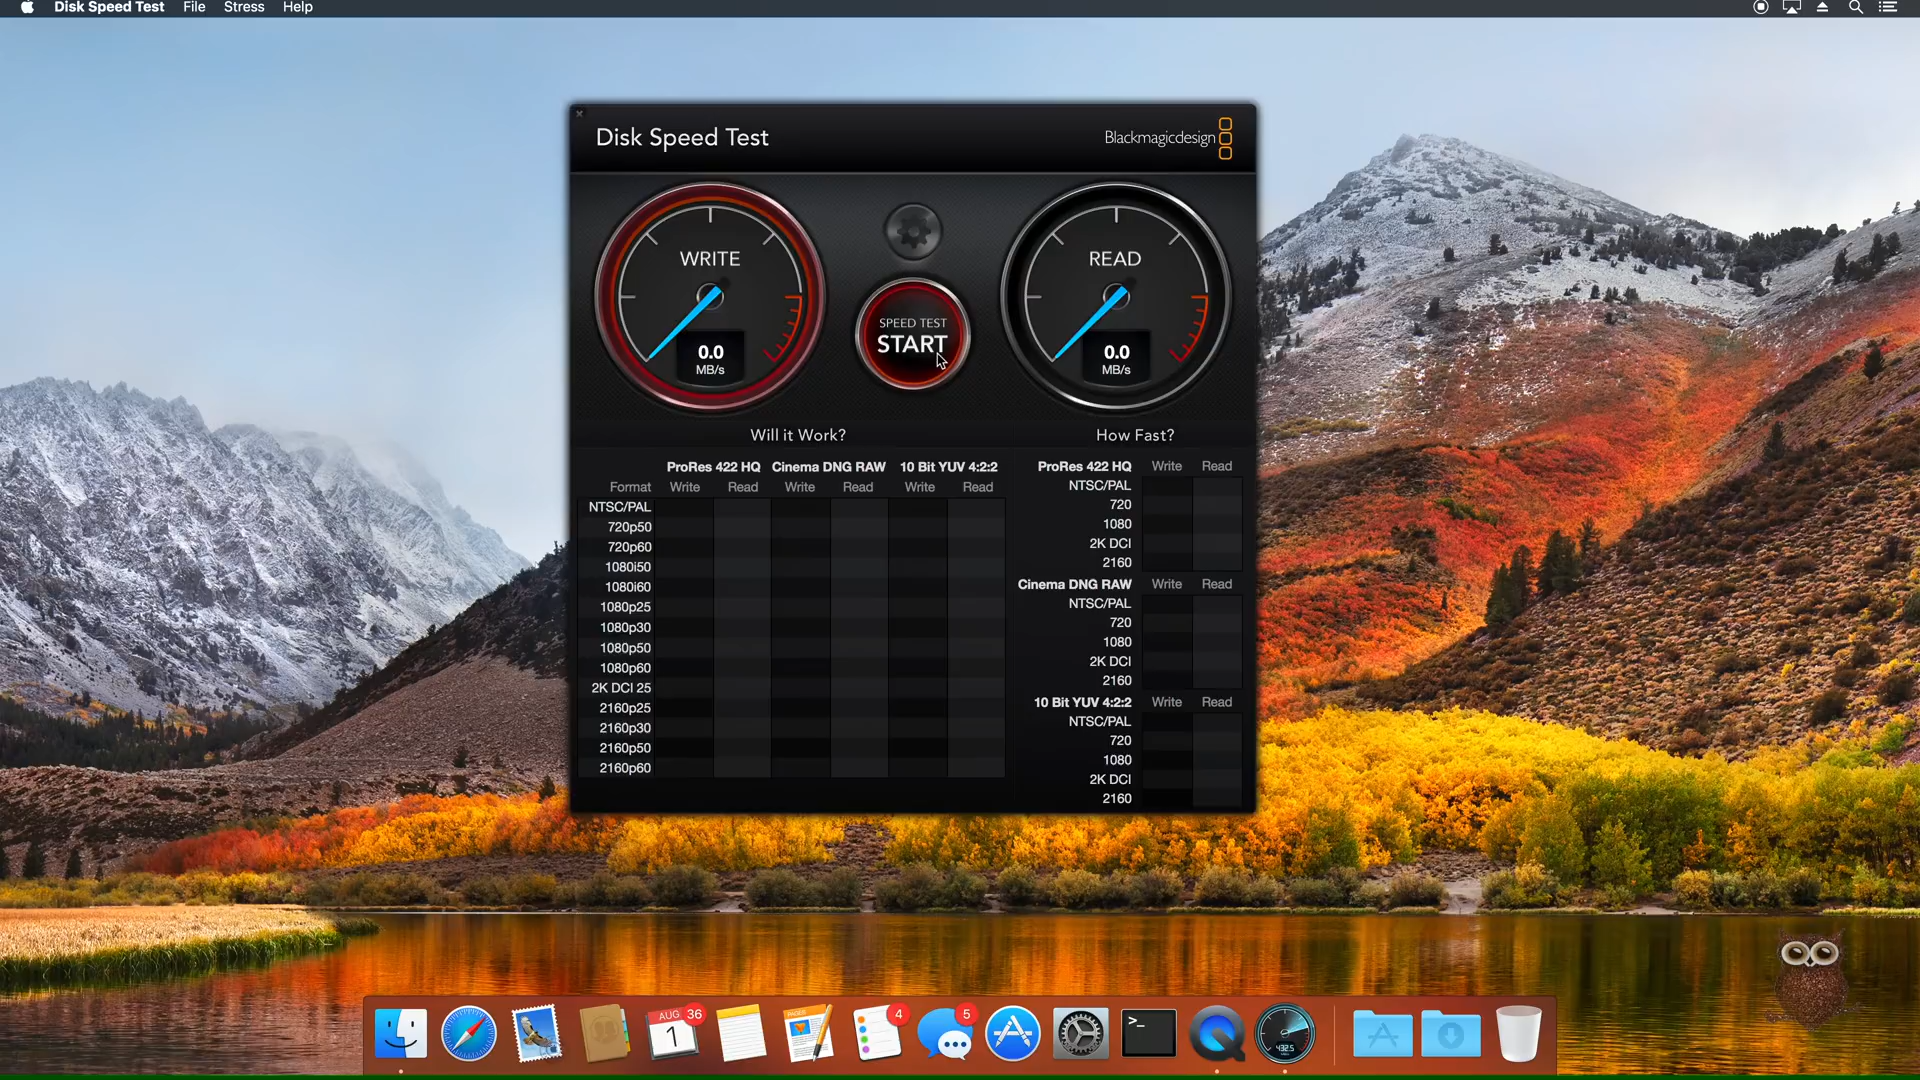 Disk Speed Test File Stress Help
Disk Speed Test
Blackmagicdesign
WRITE
0.0
MB/s
SPEED TEST
START
READ
0.0
MB/s
Will it Work?
ProRes 422 HQ Cinema DNG RAW 10 Bit YUV 4:2:2
Format Write Read Write Read Write Read
NTSC/PAL
720p50
720p60
1080i50
1080i60
1080p25
1080p30
1080p50
1080p60
2K DCI 25
2160p25
2160p30
2160p50
2160p60
How Fast?
ProRes 422 HQ Write Read
NTSC/PAL
720
1080
2K DCI
2160
Cinema DNG RAW Write Read
NTSC/PAL
720
1080
2K DCI
2160
10 Bit YUV 4:2:2 Write Read
NTSC/PAL
720
1080
2K DCI
2160
AUG 36
1
PAGES
4
5
>_
432.5